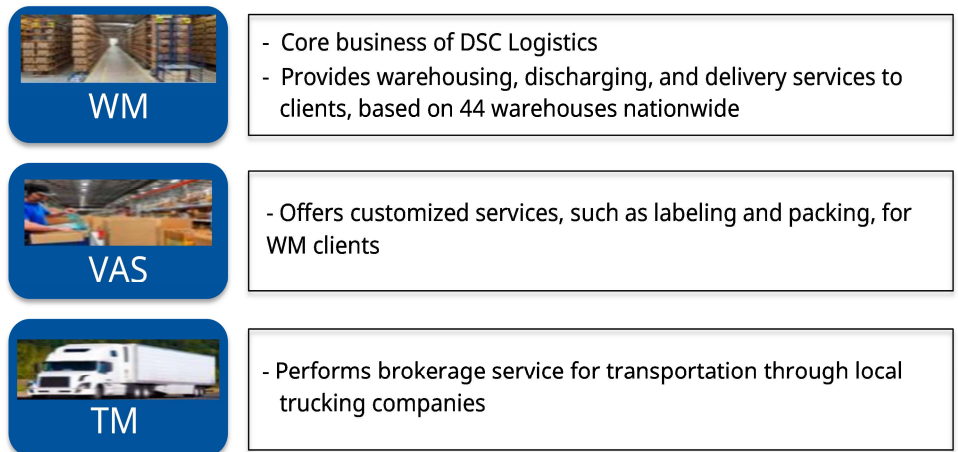 WM
- Core business of DSC Logistics
- Provides warehousing, discharging, and delivery services to
clients, based on 44 warehouses nationwide
VAS
- Offers customized services, such as labeling and packing, for
WM clients
TM
- Performs brokerage service for transportation through local
trucking companies